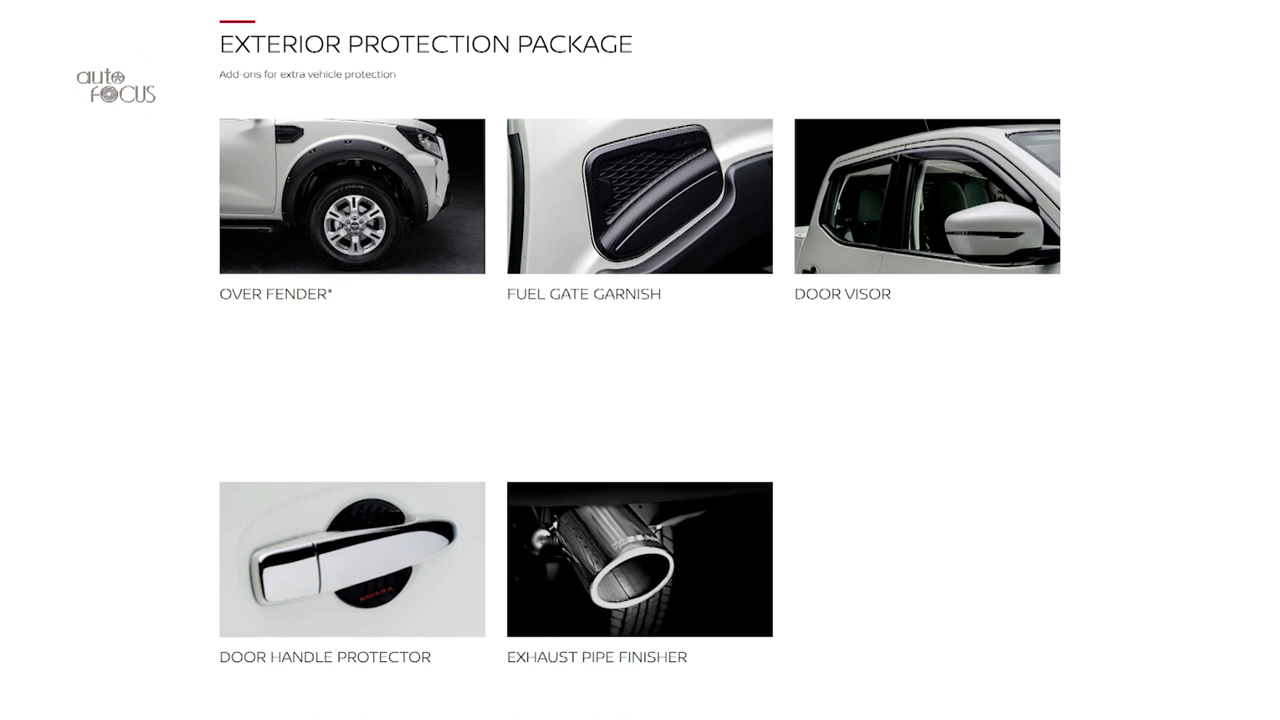 EXTERIOR PROTECTION PACKAGE
Add-ons for extra vehicle protection
auto
FOCUS
OVER FENDER*
FUEL GATE GARNISH
DOOR VISOR
NAVARA
DOOR HANDLE PROTECTOR
EXHAUST PIPE FINISHER